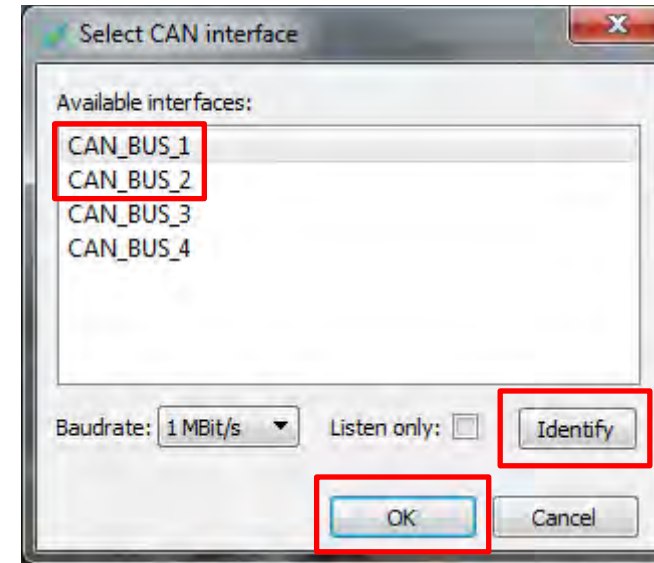 Select CAN interface
Available interfaces:
CAN_BUS_1
CAN_BUS_2
CAN_BUS_3
CAN_BUS_4
Baudrate: 1 MBit/s Listen only: Identify
OK Cancel